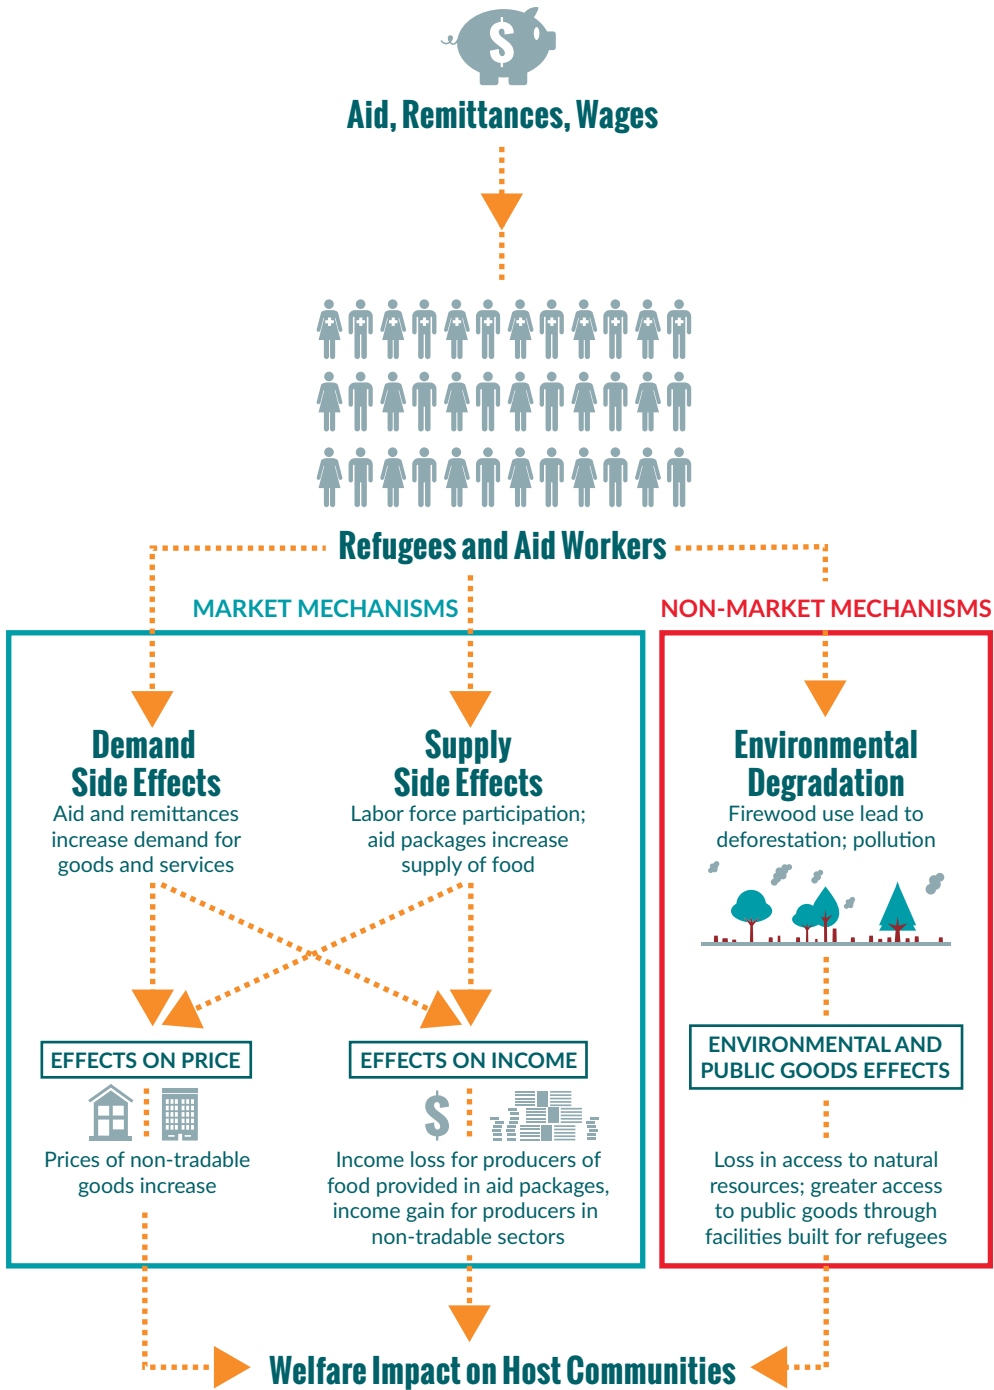 $
Aid, Remittances, Wages
Refugees and Aid Workers
MARKET MECHANISMS
NON-MARKET MECHANISMS
Demand
Side Effects
Aid and remittances
increase demand for
goods and services
Supply
Side Effects
Labor force participation;
aid packages increase
supply of food
Environmental
Degradation
Firewood use lead to
deforestation; pollution
EFFECTS ON PRICE
Prices of non-tradable
goods increase
EFFECTS ON INCOME
$
Income loss for producers of
food provided in aid packages,
income gain for producers in
non-tradable sectors
ENVIRONMENTAL AND
PUBLIC GOODS EFFECTS
Loss in access to natural
resources; greater access
to public goods through
facilities built for refugees
Welfare Impact on Host Communities